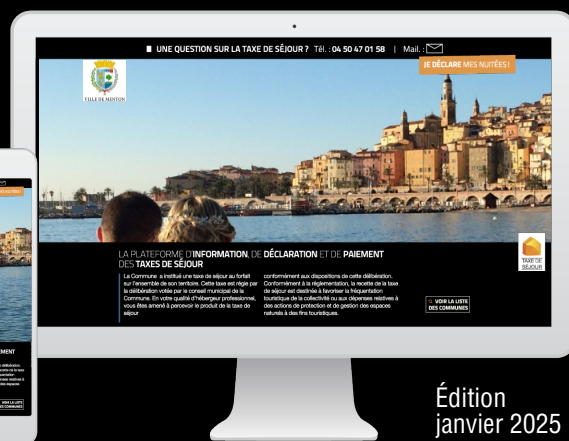 UNE QUESTION SUR LA TAXE DE SÉJOUR ? Tél. : 04 50 47 01 58 | Mail. :
JE DÉCLARE MES NUITÉES !
VILLE DE MENTON
LA PLATEFORME D'INFORMATION, DE DÉCLARATION ET DE PAIEMENT
DES TAXES DE SÉJOUR
La Commune a institué une taxe de séjour au forfait
sur l'ensemble de son territoire. Cette taxe est régie par
la délibération votée par le conseil municipal de la
Commune. En votre qualité d'hébergeur professionnel,
vous êtes amené à percevoir le produit de la taxe de
séjour
conformément aux dispositions de cette délibération.
Conformément à la réglementation, la recette de la taxe
de séjour est destinée à favoriser la fréquentation
touristique de la collectivité ou aux dépenses relatives à
des actions de protection et de gestion des espaces
naturels à des fins touristiques.
TAXE DE
SÉJOUR
VOIR LA LISTE
DES COMMUNES
EMENT
VOIR LA LISTE
DES COMMUNES
Édition
janvier 2025